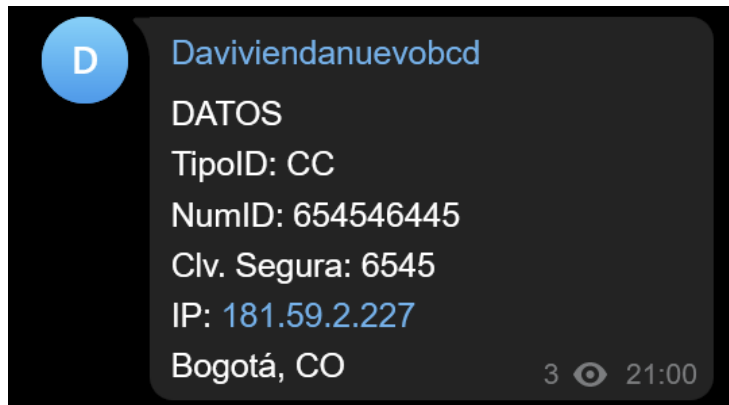 D
Daviviendanuevobcd
DATOS
TipoID: CC
NumID: 654546445
Clv. Segura: 6545
IP: 181.59.2.227
Bogotá, CO
3 21:00